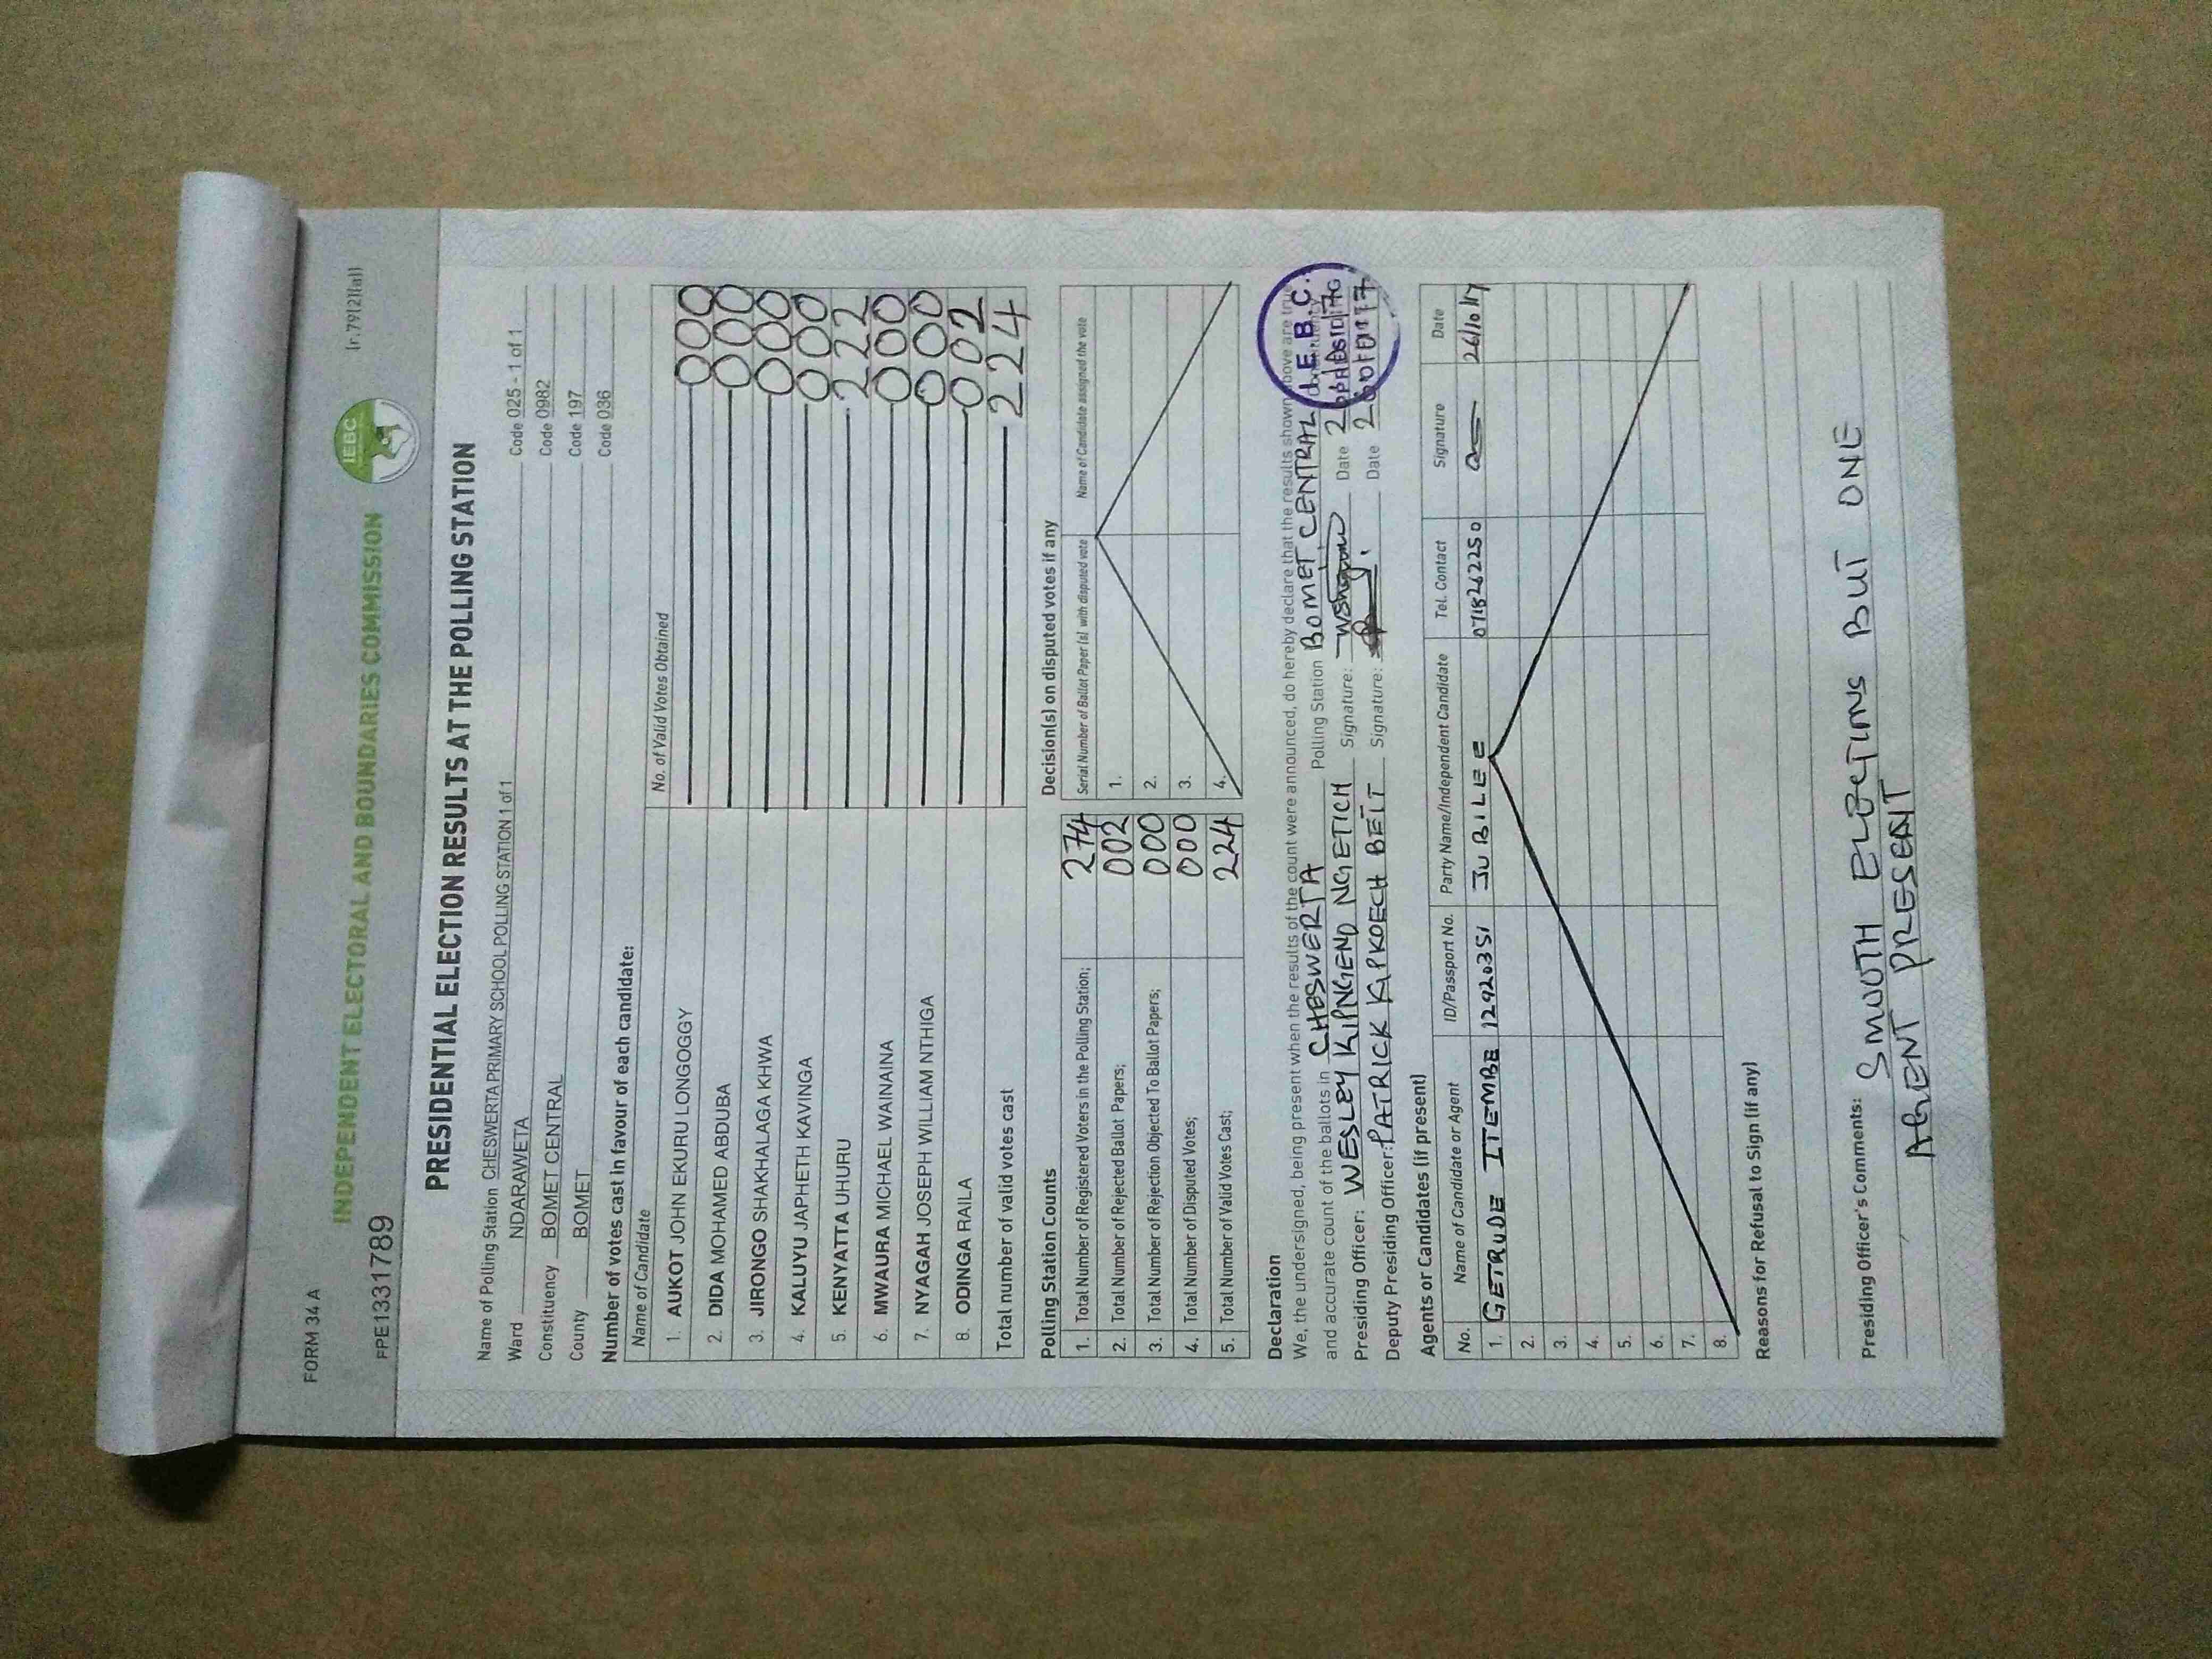 FORM 34 A
[r.79(2)(a)]
INDEPENDENT ELECTORAL AND BOUNDARIES COMMISSION
IEBC
FPE1331789
PRESIDENTIAL ELECTION RESULTS AT THE POLLING STATION
Name of Polling Station CHESWERTA PRIMARY SCHOOL POLLING STATION 1 of 1 Code 025 - 1 of 1
Ward NDARAWETA Code 0982
Constituency BOMET CENTRAL Code 197
County BOMET Code 036
Number of votes cast in favour of each candidate:
Name of Candidate No. of Valid Votes Obtained
1. AUKOT JOHN EKURU LONGOGGY 000
2. DIDA MOHAMED ABDUBA 000
3. JIRONGO SHAKHALAGA KHWA 000
4. KALUYU JAPHETH KAVINGA 000
5. KENYATTA UHURU 222
6. MWAURA MICHAEL WAINAINA 000
7. NYAGAH JOSEPH WILLIAM NTHIGA 000
8. ODINGA RAILA 002
Total number of valid votes cast 224
Polling Station Counts
1. Total Number of Registered Voters in the Polling Station; 274
2. Total Number of Rejected Ballot Papers; 002
3. Total Number of Rejection Objected To Ballot Papers; 000
4. Total Number of Disputed Votes; 000
5. Total Number of Valid Votes Cast; 224
Decision(s) on disputed votes if any
Serial Number of Ballot Paper (s) with disputed vote Name of Candidate assigned the vote
1.
2.
3.
4.
Declaration
We, the undersigned, being present when the results of the count were announced, do hereby declare that the results shown above are true
and accurate count of the ballots in CHESWERTA Polling Station BOMET CENTRAL
Presiding Officer: WESLEY KIPNGENO NGIETICH Signature: Date
Deputy Presiding Officer: PATRICK KIPKOECH BETT Signature: Date
I.E.B.C.
Agents or Candidates (if present)
No. Name of Candidate or Agent ID/Passport No. Party Name/Independent Candidate Tel. Contact Signature Date
1. GETRUDE ITEMBE 12920351 JUBILEE 0718262250 26/10/17
2.
3.
4.
5.
6.
7.
8.
Reasons for Refusal to Sign (if any)
Presiding Officer's Comments: SMOOTH ELECTIONS BUT ONE
AGENT PRESENT